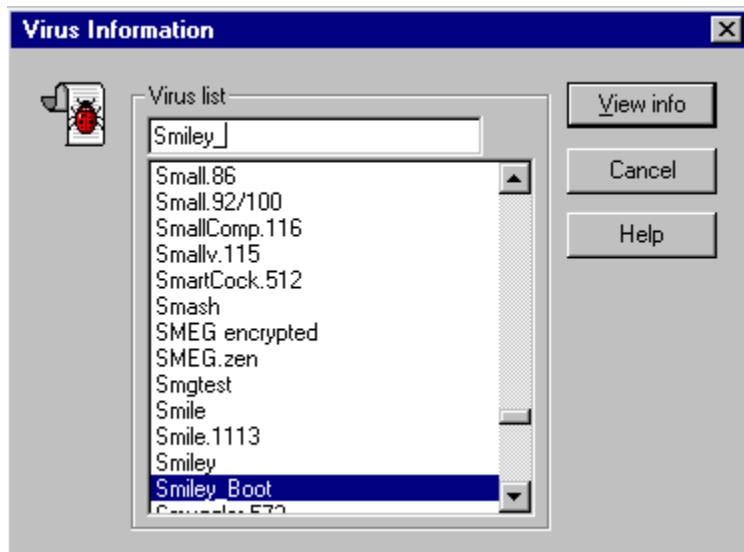 Virus Information
Virus list
Smiley_
View info
Cancel
Help
Small.86
Small.92/100
SmallComp.116
Smallv.115
SmartCock.512
Smash
SMEG encrypted
SMEG.zen
Smgtest
Smile
Smile.1113
Smiley
Smiley_Boot